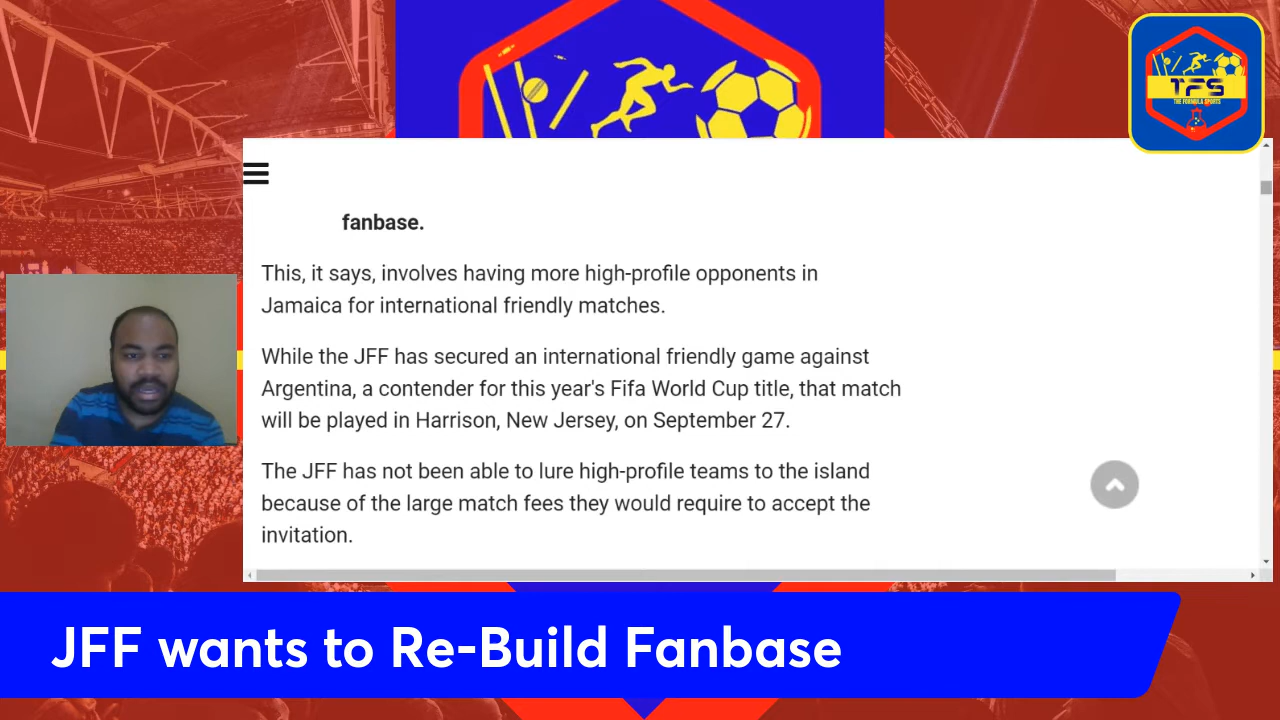 TFS
THE FORMULA SPORTS
fanbase.
This, it says, involves having more high-profile opponents in
Jamaica for international friendly matches.
While the JFF has secured an international friendly game against
Argentina, a contender for this year's Fifa World Cup title, that match
will be played in Harrison, New Jersey, on September 27.
The JFF has not been able to lure high-profile teams to the island
because of the large match fees they would require to accept the
invitation.
JFF wants to Re-Build Fanbase